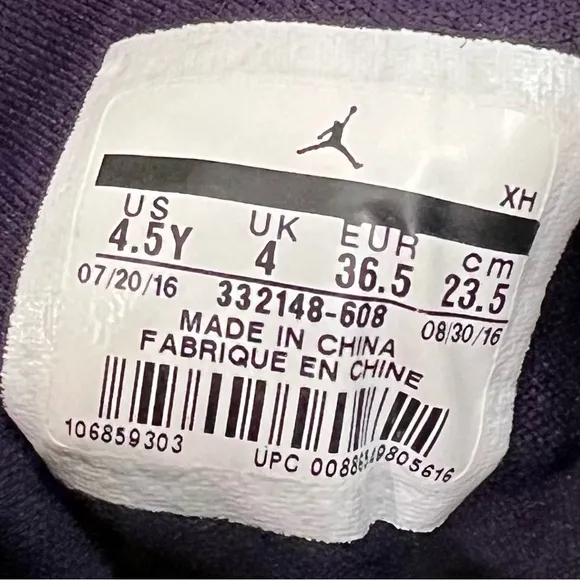 XH
US UK EUR cm
4.5Y 4 36.5 23.5
07/20/16 332148-608 08/30/16
MADE IN CHINA
FABRIQUE EN CHINE
106859303
UPC